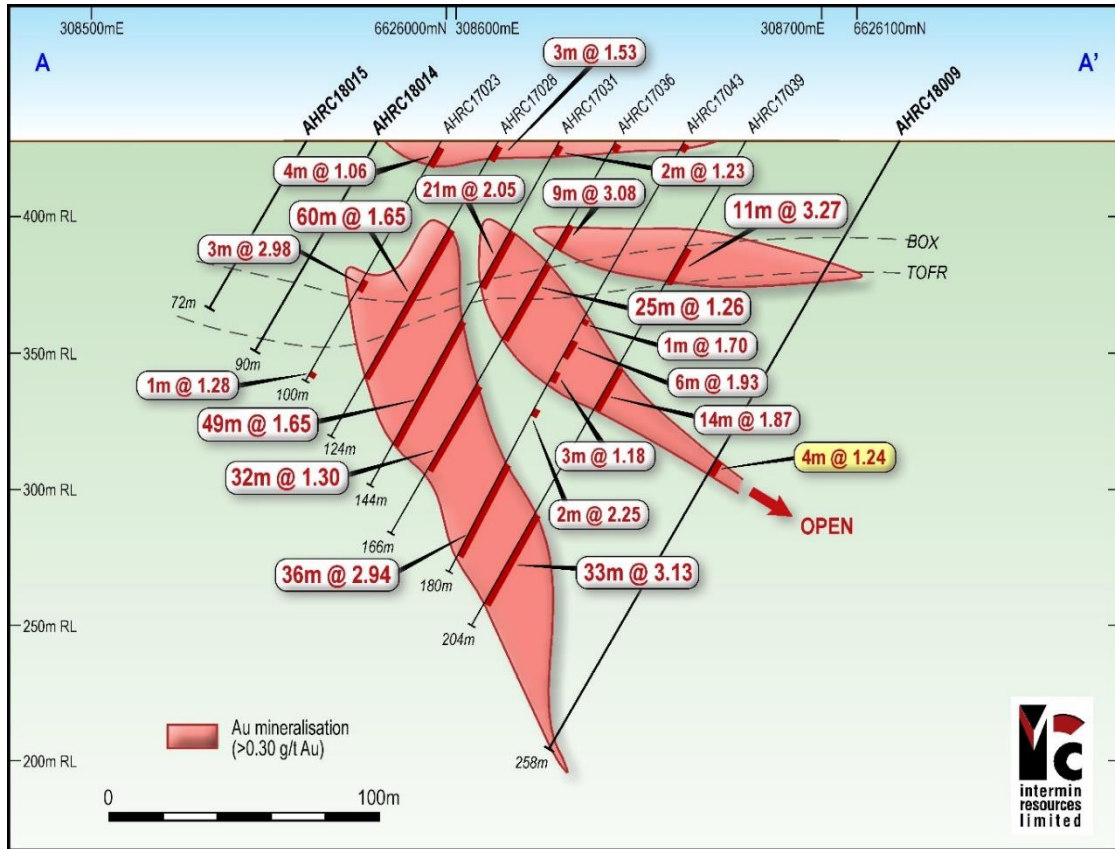 308500mE
6626000mN
308600mE
308700mE
6626100mN
A
A'
3m @ 1.53
AHRC18015
AHRC18014
AHRC17023
AHRC17028
AHRC17031
AHRC17036
AHRC17043
AHRC17039
AHRC18009
4m @ 1.06
2m @ 1.23
21m @ 2.05
9m @ 3.08
400m RL
60m @ 1.65
11m @ 3.27
3m @ 2.98
BOX
TOFR
72m
25m @ 1.26
1m @ 1.70
350m RL
90m
6m @ 1.93
1m @ 1.28
100m
49m @ 1.65
14m @ 1.87
124m
3m @ 1.18
4m @ 1.24
32m @ 1.30
300m RL
144m
2m @ 2.25
OPEN
166m
36m @ 2.94
180m
33m @ 3.13
250m RL
204m
Au mineralisation
(>0.30 g/t Au)
200m RL
258m
0
100m
intermin
resources
limited